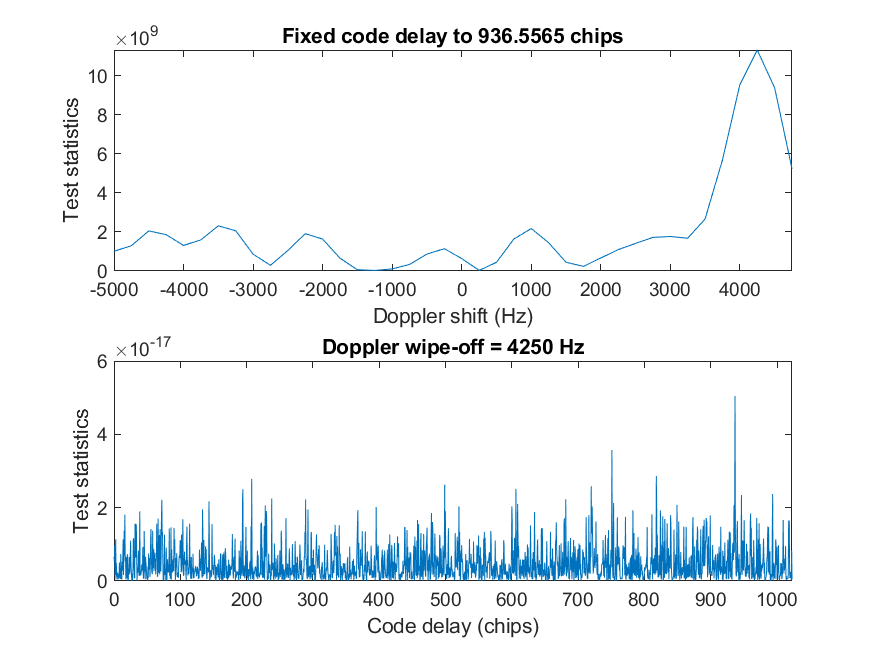 ×10^9
Fixed code delay to 936.5565 chips
10
8
6
4
2
0
Test statistics
-5000 -4000 -3000 -2000 -1000 0 1000 2000 3000 4000
Doppler shift (Hz)
×10^-17
Doppler wipe-off = 4250 Hz
6
4
2
0
Test statistics
0 100 200 300 400 500 600 700 800 900 1000
Code delay (chips)